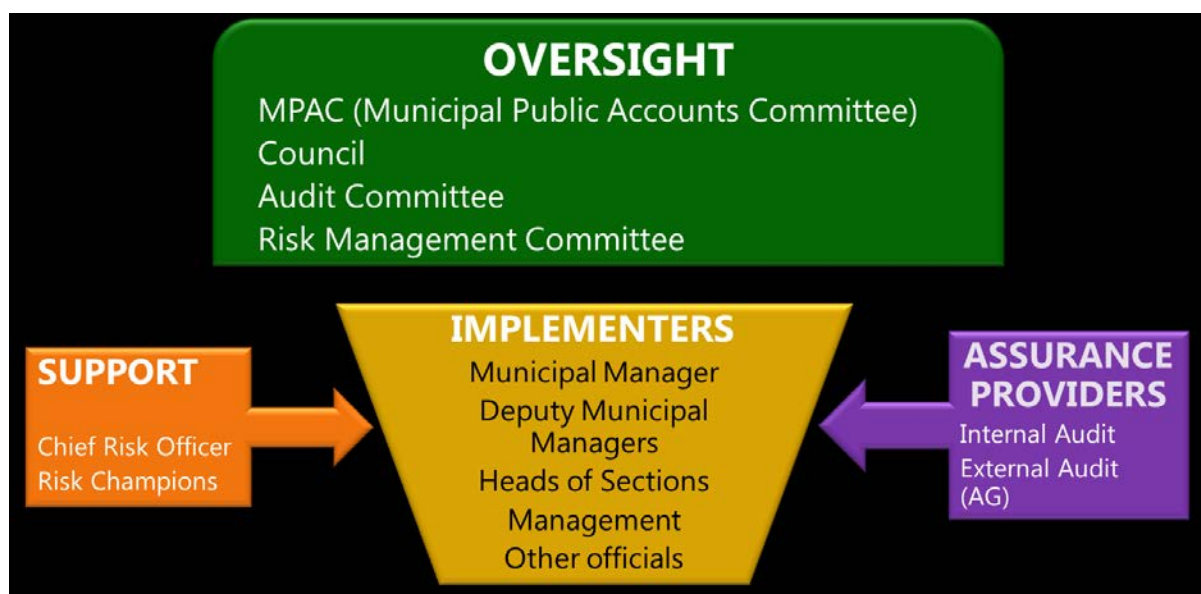 OVERSIGHT
MPAC (Municipal Public Accounts Committee)
Council
Audit Committee
Risk Management Committee
SUPPORT
Chief Risk Officer
Risk Champions
IMPLEMENTERS
Municipal Manager
Deputy Municipal
Managers
Heads of Sections
Management
Other officials
ASSURANCE
PROVIDERS
Internal Audit
External Audit
(AG)